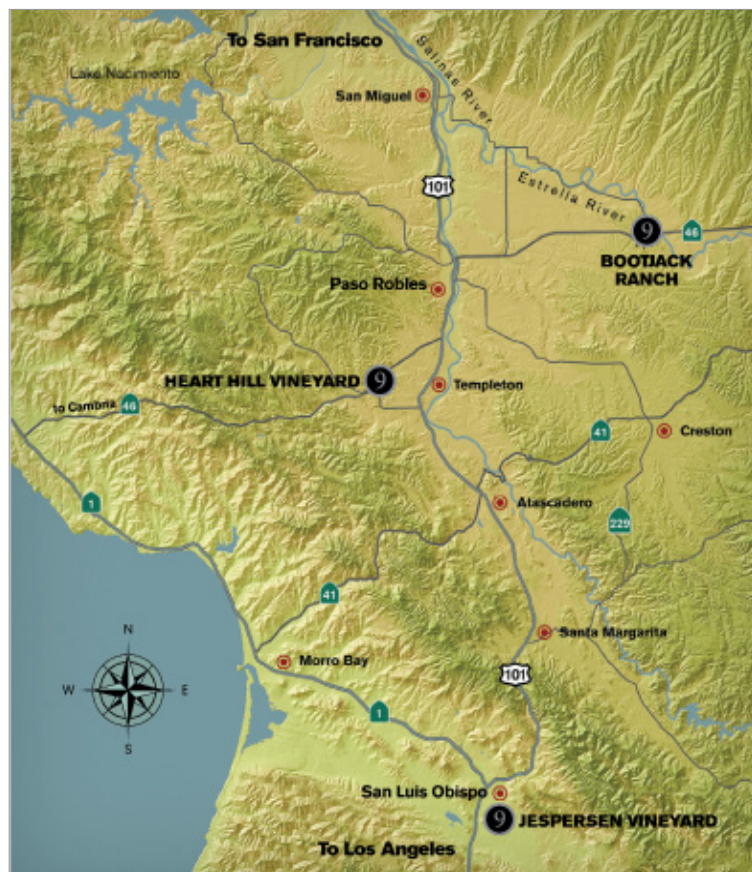 To San Francisco
Lake Nacimiento
San Miguel
Salinas River
101
Estrella River
9
46
BOOTJACK
RANCH
Paso Robles
HEART HILL VINEYARD
9
Templeton
to Cambria
46
41
Creston
1
Atascadero
229
41
Santa Margarita
N
W
E
S
Morro Bay
101
1
San Luis Obispo
9
JESPERSEN VINEYARD
To Los Angeles